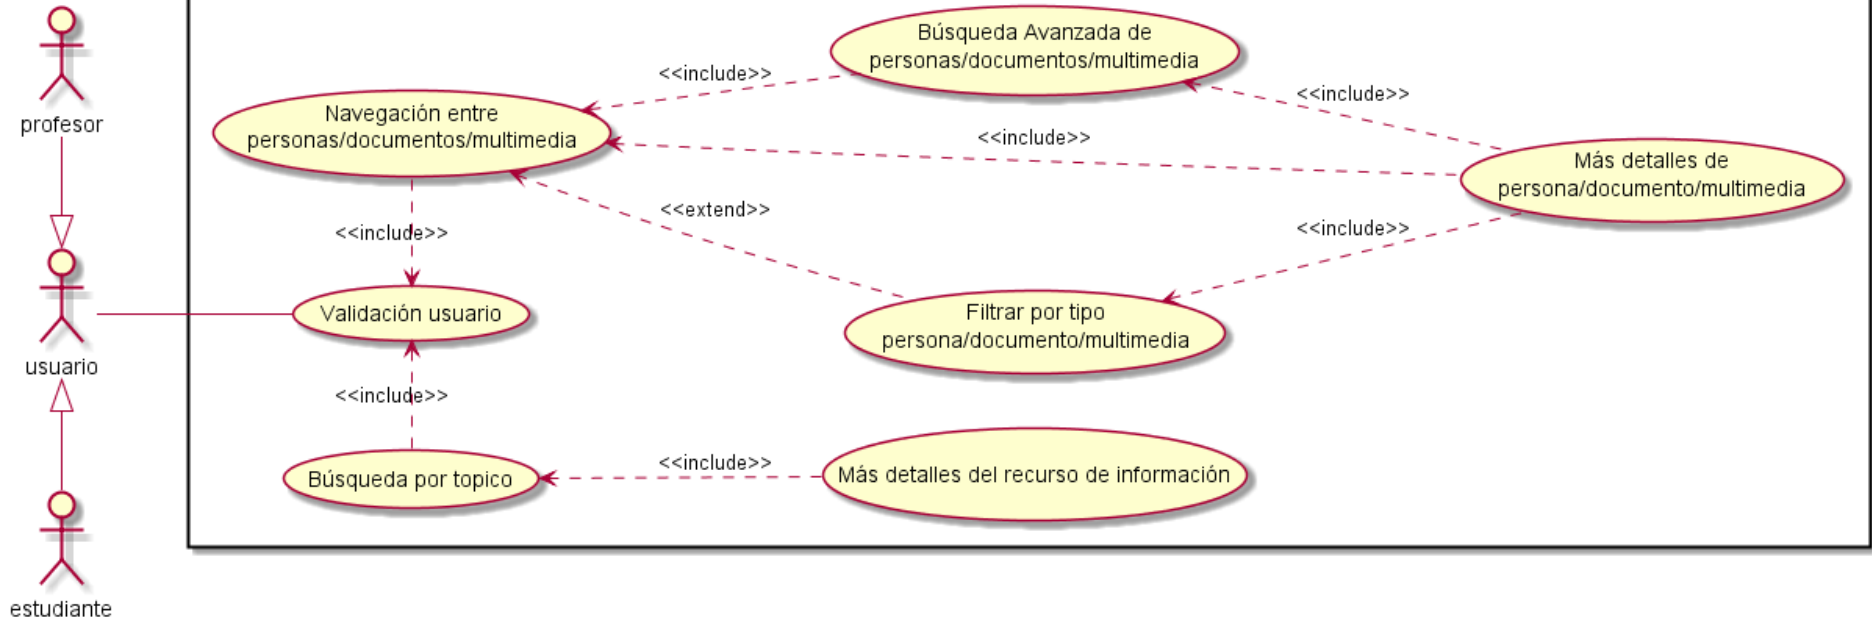 profesor
usuario
estudiante
Navegación entre
personas/documentos/multimedia
<<include>>
Validación usuario
<<include>>
Búsqueda por topico
<<include>>
Búsqueda Avanzada de
personas/documentos/multimedia
<<include>>
<<extend>>
Filtrar por tipo
persona/documento/multimedia
<<include>>
Más detalles del recurso de información
<<include>>
<<include>>
Más detalles de
persona/documento/multimedia